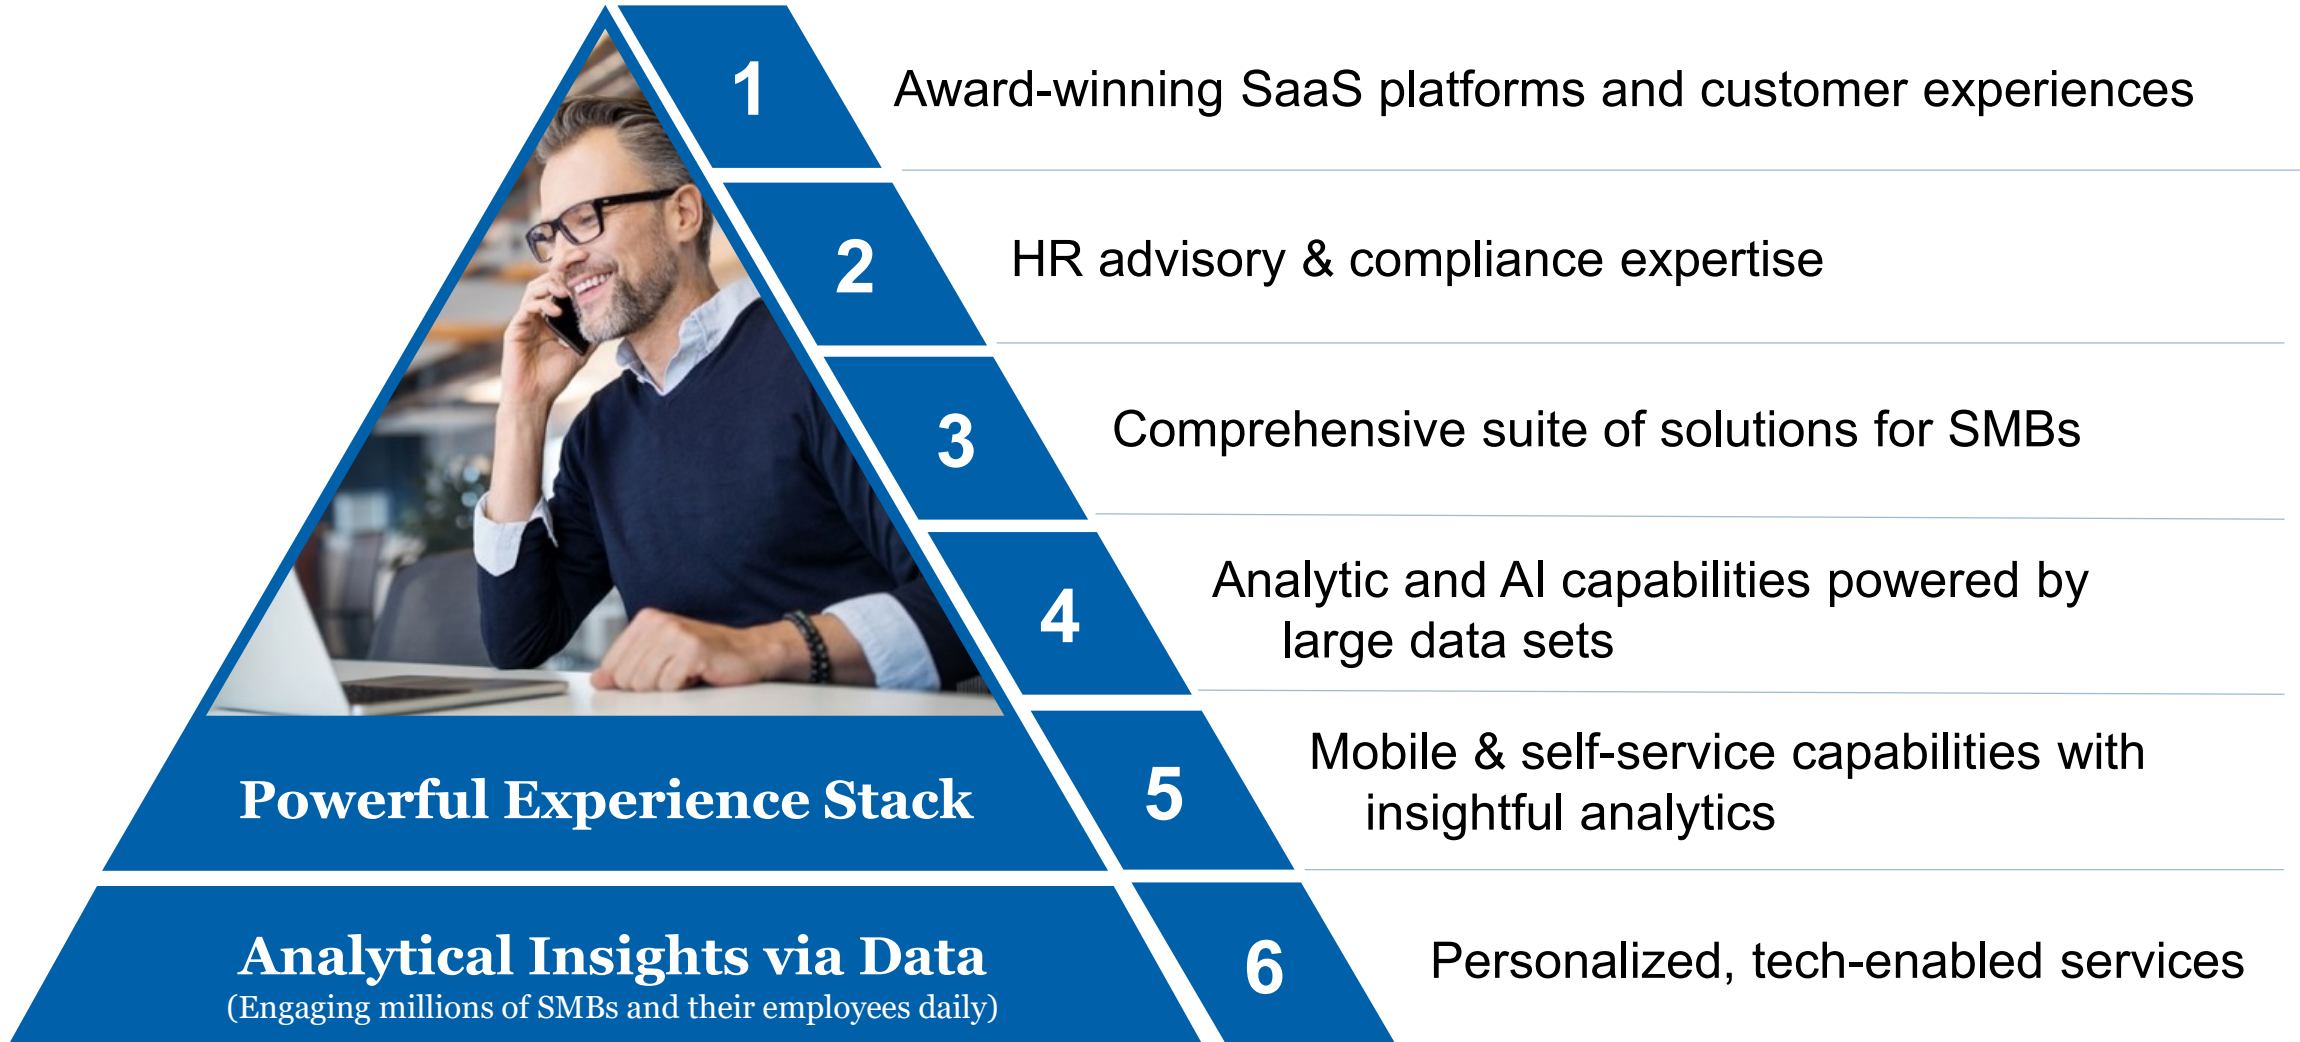 1
Award-winning SaaS platforms and customer experiences
2
HR advisory & compliance expertise
3
Comprehensive suite of solutions for SMBs
4
Analytic and AI capabilities powered by
large data sets
5
Mobile & self-service capabilities with
insightful analytics
Powerful Experience Stack
6
Personalized, tech-enabled services
Analytical Insights via Data
(Engaging millions of SMBs and their employees daily)